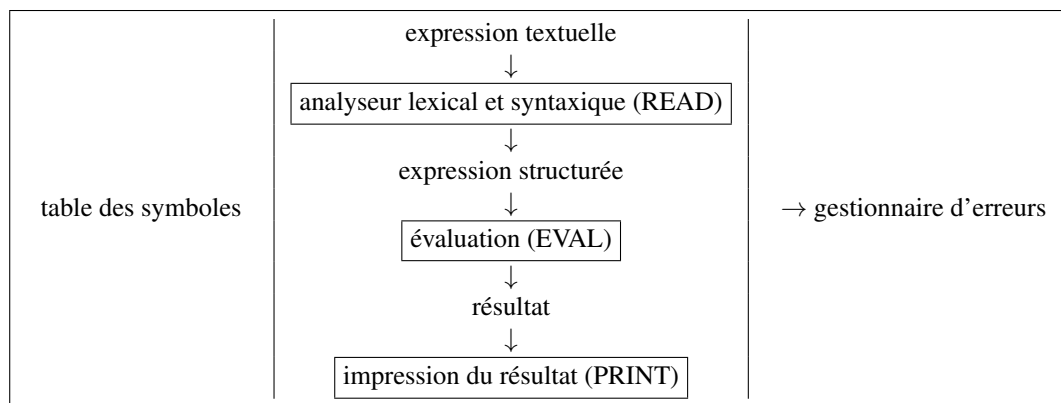 expression textuelle
↓
analyseur lexical et syntaxique (READ)
↓
expression structurée
table des symboles
↓
→ gestionnaire d'erreurs
évaluation (EVAL)
↓
résultat
↓
impression du résultat (PRINT)